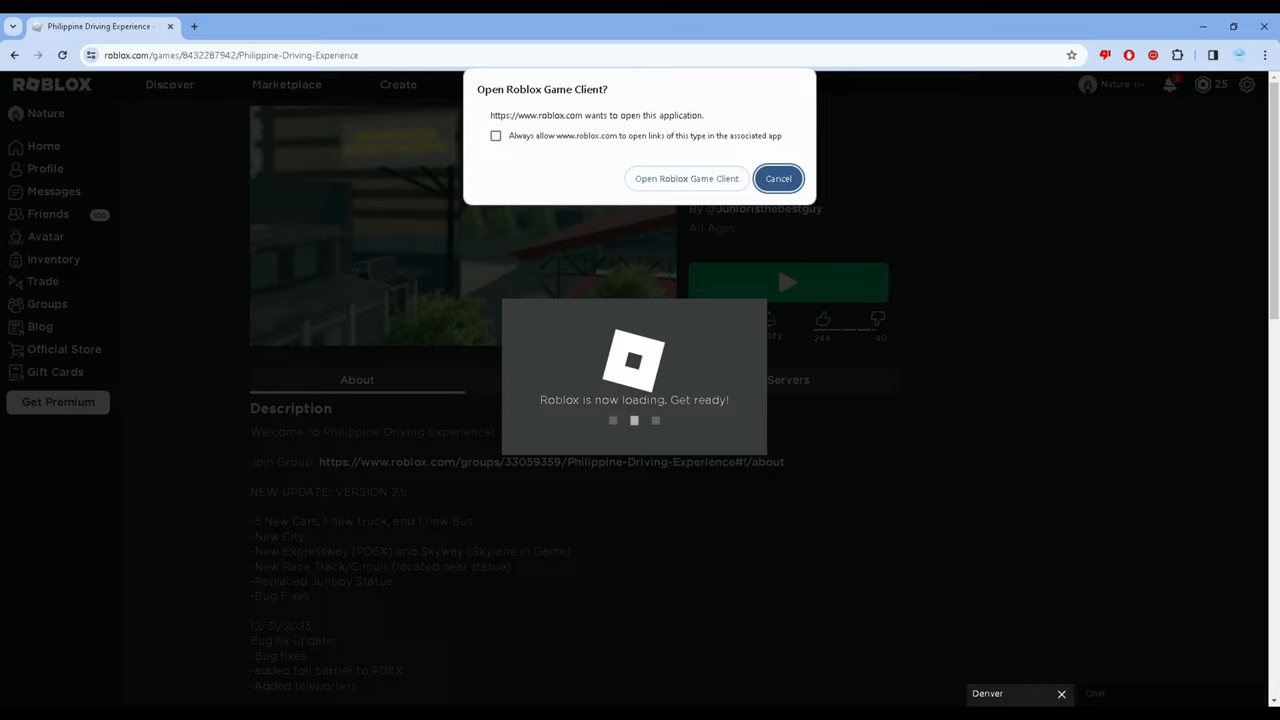 Philippine Driving Experience -
roblox.com/games/8432287942/Philippine-Driving-Experience
ROBLOX
Discover
Marketplace
Create
Nature
25
Open Roblox Game Client?
https://www.roblox.com wants to open this application.
Always allow www.roblox.com to open links of this type in the associated app
Open Roblox Game Client
Cancel
Nature
Home
Profile
Messages
Friends
100
Avatar
Inventory
Trade
Groups
Blog
Official Store
Gift Cards
Get Premium
By @Junioristhebestguy
All Ages
244
40
Roblox is now loading. Get ready!
About
Servers
Description
Welcome To Philippine Driving Experience!
Join Group: https://www.roblox.com/groups/33059359/Philippine-Driving-Experience#!/about
NEW UPDATE: VERSION 2.1:
-5 New Cars, 1 new truck, and 1 new Bus
-New City
-New Expressway (PDEX) and Skyway (Skylane in Game)
-New Race Track/Circuit (located near statue)
-Replaced Junboy Statue
-Bug Fixes
12/31/2023
Bug fix update:
-Bug fixes
-added toll barrier to PDEX
-Added teleporters
Denver
Chat